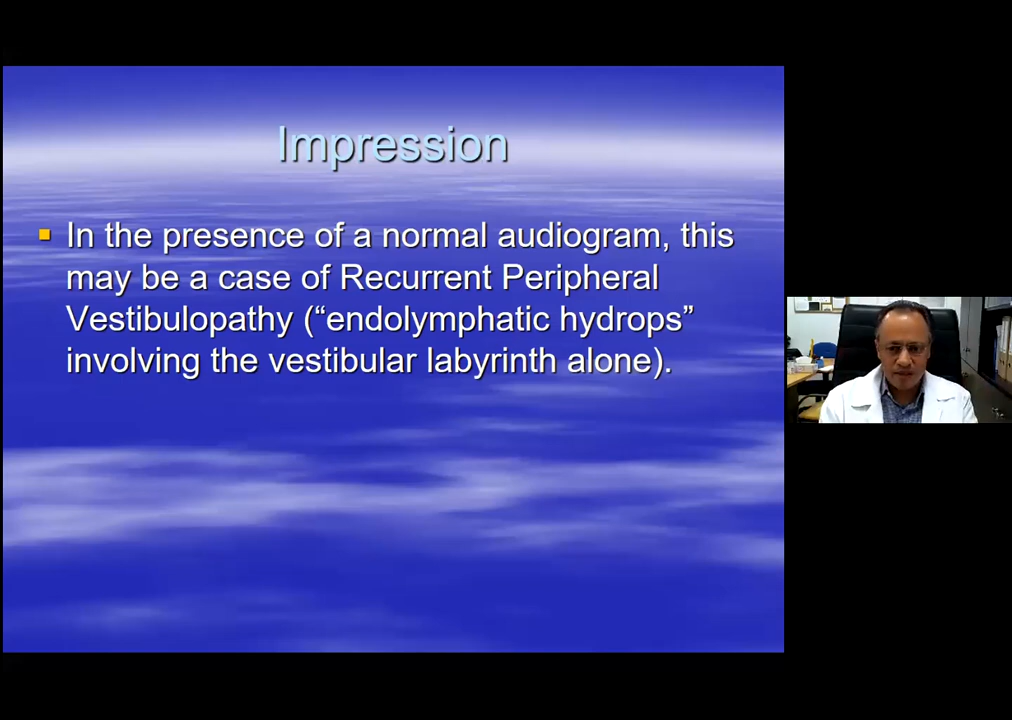 Impression
In the presence of a normal audiogram, this
may be a case of Recurrent Peripheral
Vestibulopathy (“endolymphatic hydrops”
involving the vestibular labyrinth alone).